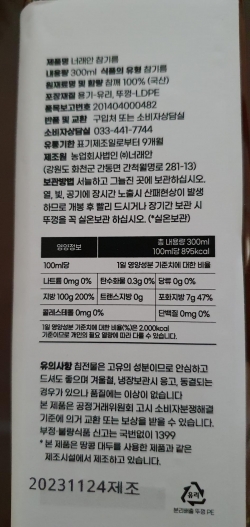 제품명 너래안 참기름
내용량 300ml 식품의 유형 참기름
원재료명 및 함량 참깨 100% (국산)
포장재질 용기-유리, 뚜껑-LDPE
품목보고번호 201404000482
반품 및 교환 구입처 또는 소비자상담실
소비자상담실 033-441-7744
유통기한 표기제조일로부터 9개월
제조원 농업회사법인 ㈜너래안
(강원도 화천군 간동면 간척월명로 281-13)
보관방법 서늘하고 그늘진 곳에 보관하십시오.
열, 빛, 공기에 장시간 노출시 산패현상이 발생
하므로 개봉 후 빨리 드시거나 장기간 보관 시
뚜껑을 꼭 실온보관 하십시오. (*실온보관)
영양정보 총 내용량 300ml
100ml당 895kcal
100ml당 1일 영양성분 기준치에 대한 비율
나트륨 0mg 0% 탄수화물 0.3g 0% 당류 0g 0%
지방 100g 200% 트랜스지방 0g 포화지방 7g 47%
콜레스테롤 0mg 0% 단백질 0mg 0%
1일 영양성분 기준치에 대한 비율(%)은 2,000kcal
기준이므로 개인의 필요 열량에 따라 다를 수 있습니다.
유의사항 침전물은 고유의 성분이므로 안심하고
드셔도 좋으며 겨울철, 냉장보관시 응고, 동결되는
경우가 있으나 품질에는 이상이 없습니다
본 제품은 공정거래위원회 고시 소비자분쟁해결
기준에 의거 교환 또는 보상을 받을 수 있습니다.
부정·불량식품 신고는 국번없이 1399
* 본 제품은 땅콩 대두를 사용한 제품과 같은
제조시설에서 제조하고 있습니다.
20231124제조
유리
분리배출 뚜껑 PE